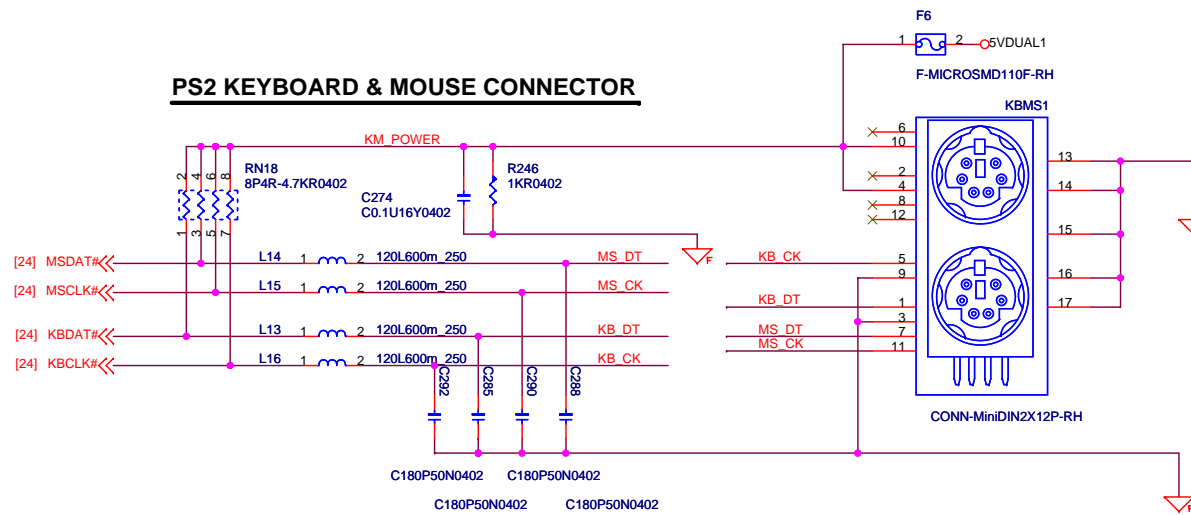 F6
1 2 5VDUAL1
F-MICROSMD110F-RH
PS2 KEYBOARD & MOUSE CONNECTOR
KBMS1
KM_POWER
6
10
2
4
8
12
13
14
15
16
17
2 4 6 8
RN18
8P4R-4.7KR0402
1 3 5 7
C274
C0.1U16Y0402
R246
1KR0402
F
[24] MSDAT# L14 1 2 120L600m_250 MS_DT
[24] MSCLK# L15 1 2 120L600m_250 MS_CK
[24] KBDAT# L13 1 2 120L600m_250 KB_DT
[24] KBCLK# L16 1 2 120L600m_250 KB_CK
KB_CK 5
9
KB_DT 1
3
MS_DT 7
MS_CK 11
C292
C285
C290
C288
CONN-MiniDIN2X12P-RH
C180P50N0402 C180P50N0402
C180P50N0402 C180P50N0402